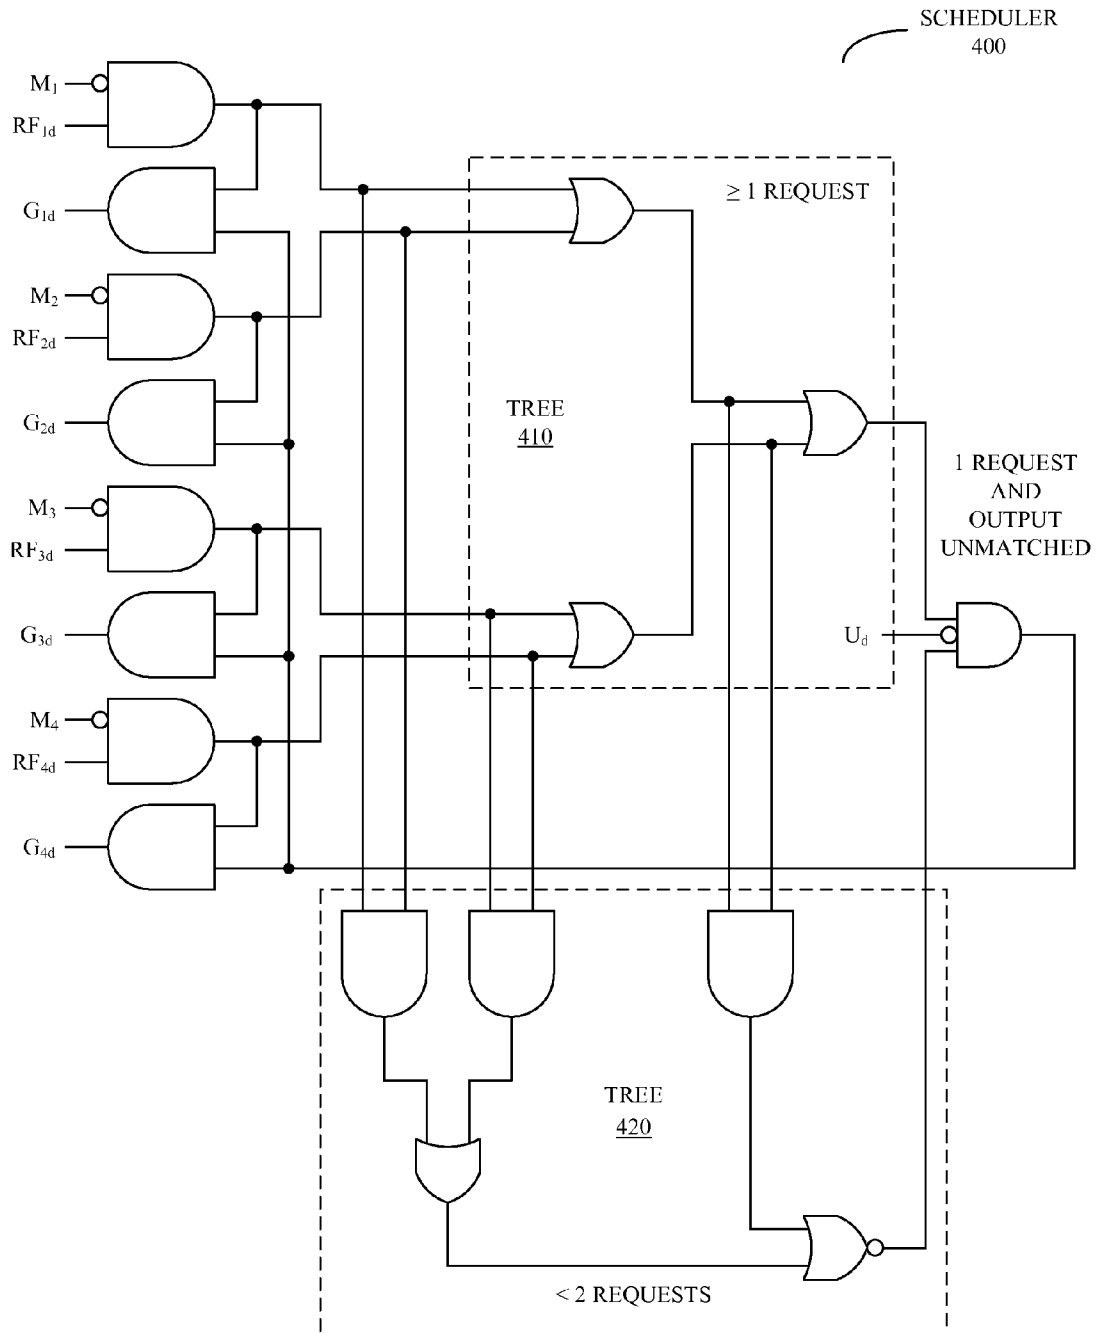 SCHEDULER
400
M₁
RF₁d
G₁d
M₂
RF₂d
G₂d
M₃
RF₃d
G₃d
M₄
RF₄d
G₄d
≥ 1 REQUEST
TREE
410
1 REQUEST
AND
OUTPUT
UNMATCHED
Ud
TREE
420
< 2 REQUESTS